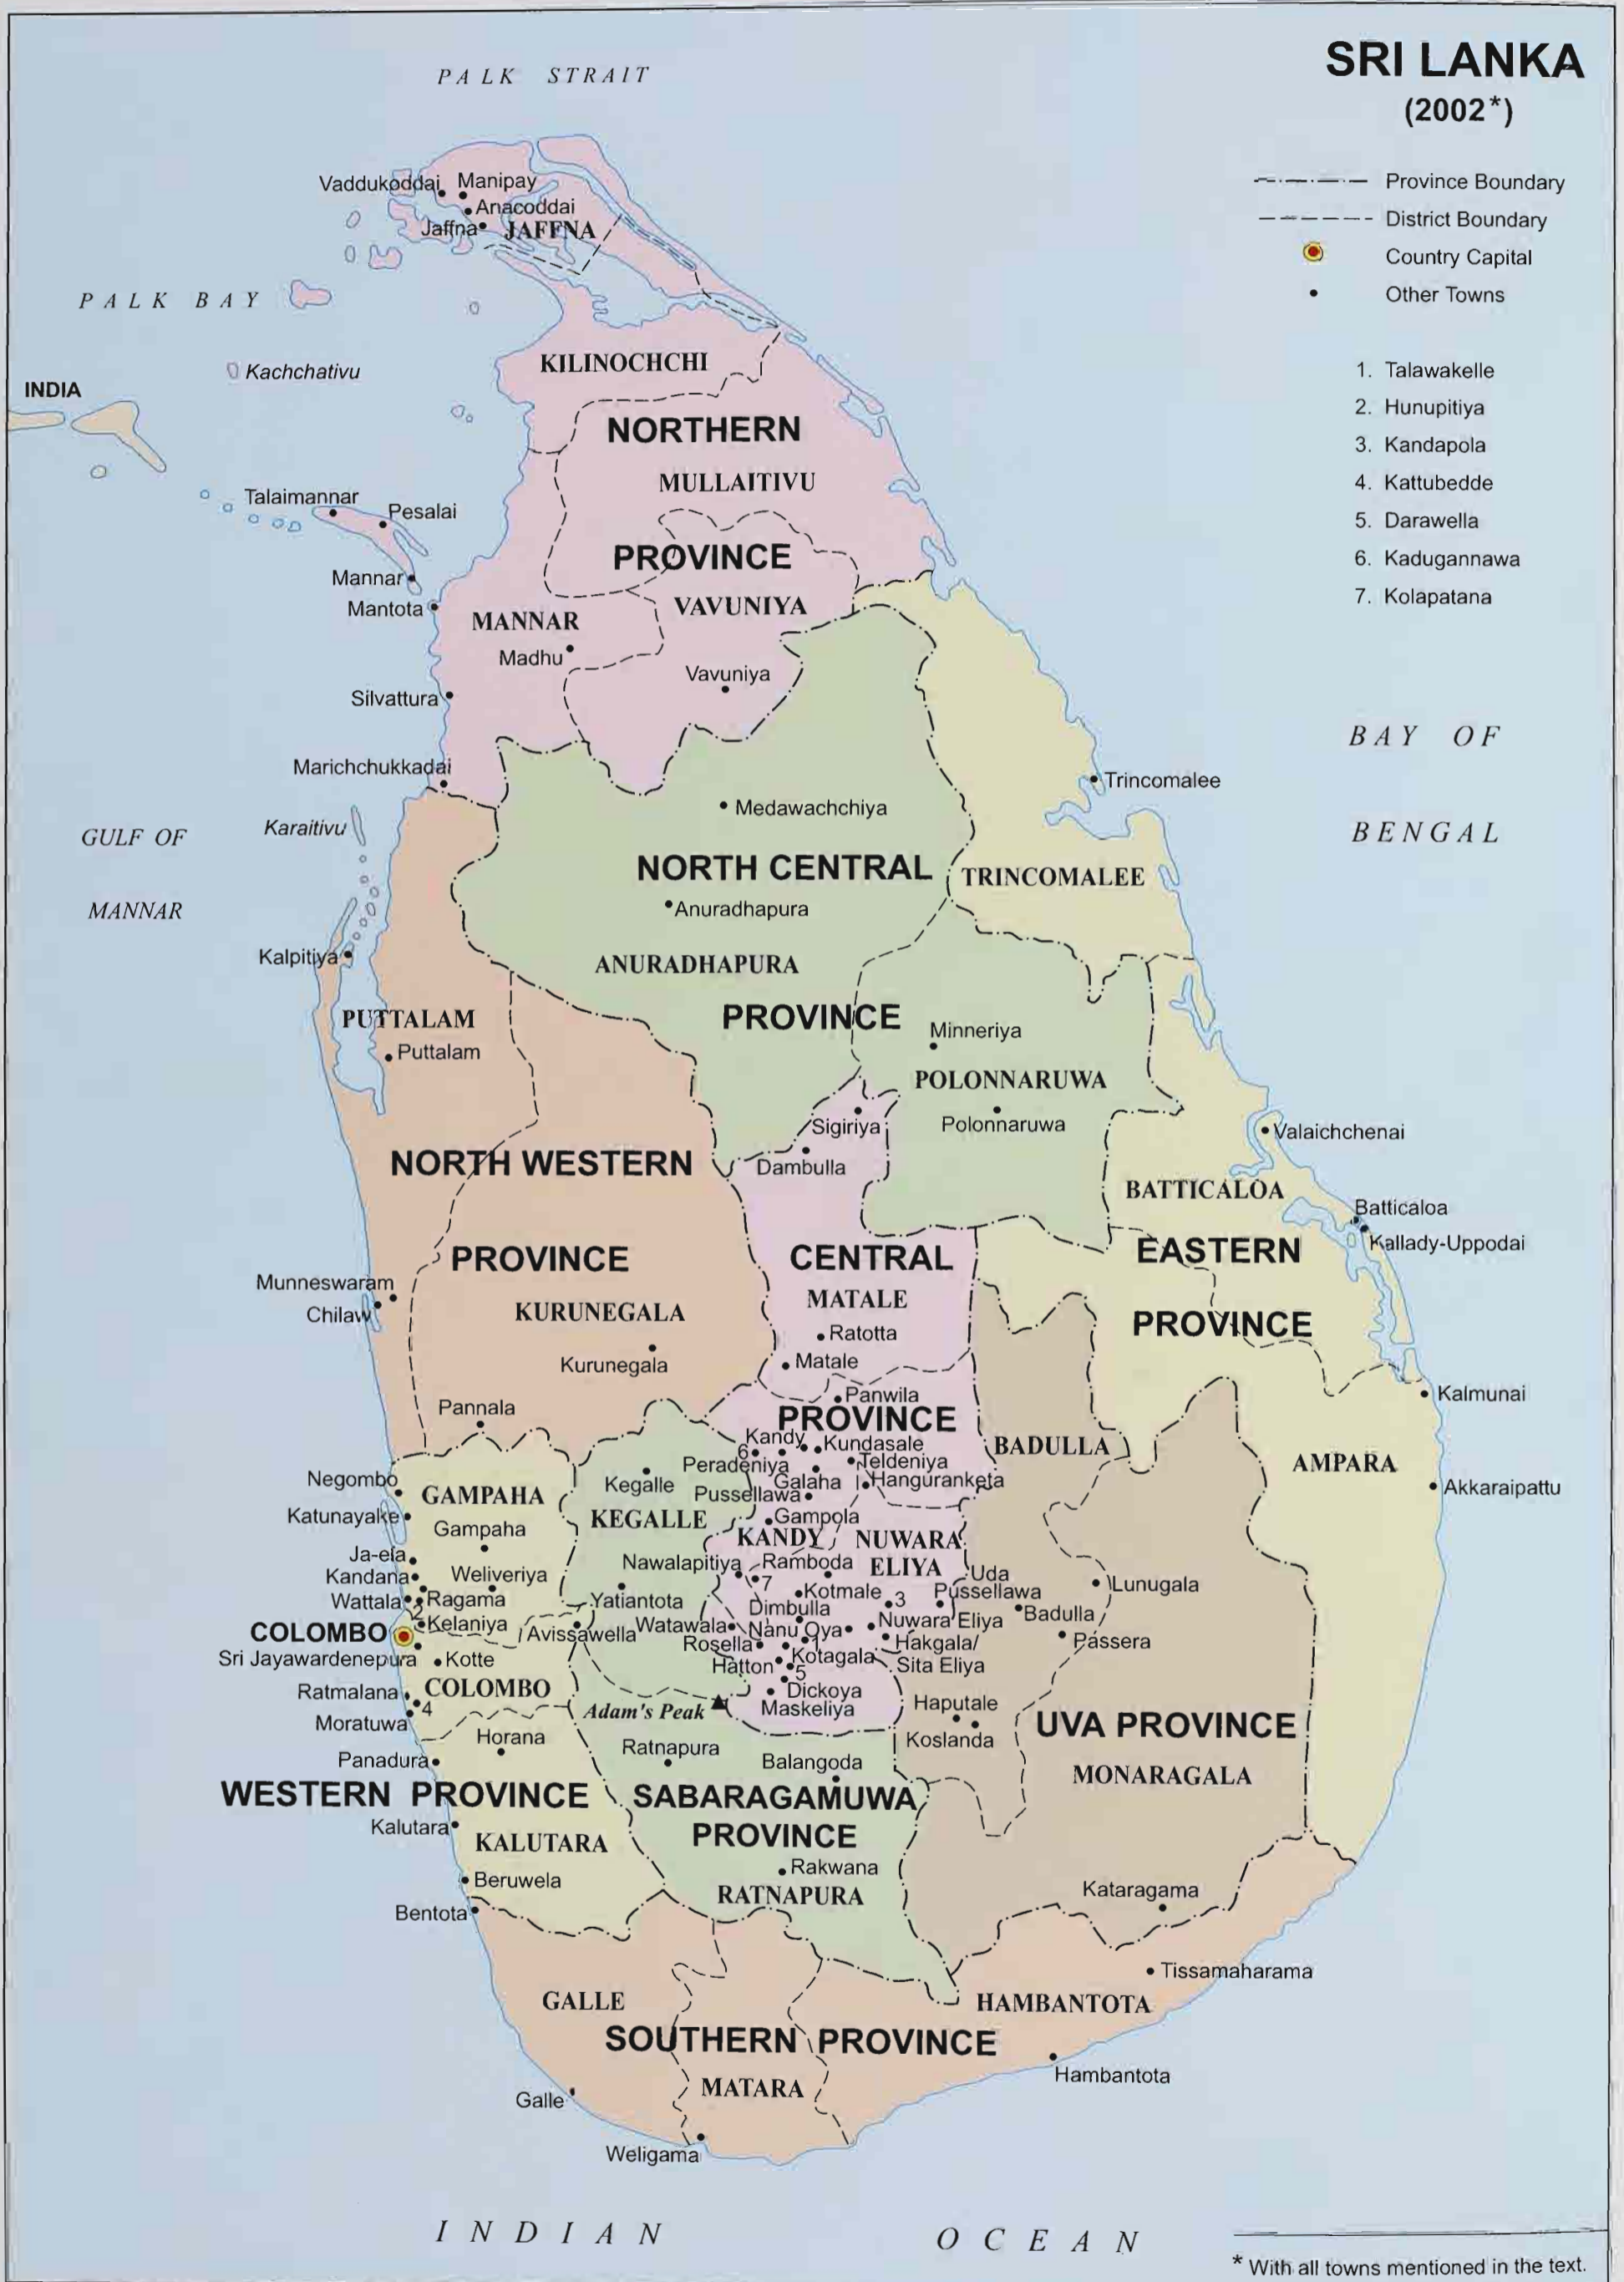 SRI LANKA
(2002*)
Province Boundary
District Boundary
Country Capital
Other Towns
1. Talawakelle
2. Hunupitiya
3. Kandapola
4. Kattubedde
5. Darawella
6. Kadugannawa
7. Kolapatana
PALK STRAIT
Vaddukoddai
Manipay
Anacoddai
Jaffna
JAFFNA
PALK BAY
Kachchativu
INDIA
KILINOCHCHI
NORTHERN
MULLAITIVU
Talaimannar
Pesalai
PROVINCE
Mannar
Mantota
MANNAR
VAVUNIYA
Madhu
Vavuniya
Silvattura
Marichchukkadai
BAY OF
BENGAL
Trincomalee
Medawachchiya
Karaitivu
GULF OF
MANNAR
NORTH CENTRAL
TRINCOMALEE
Anuradhapura
Kalpitiya
ANURADHAPURA
PROVINCE
PUTTALAM
Puttalam
Minneriya
POLONNARUWA
Polonnaruwa
Sigiriya
Dambulla
Valaichchenai
NORTH WESTERN
BATTICALOA
Batticaloa
Kallady-Uppodai
PROVINCE
CENTRAL
EASTERN
Munneswaram
Chilaw
KURUNEGALA
MATALE
PROVINCE
Ratotta
Kurunegala
Matale
Kalmunai
Panwila
Pannala
PROVINCE
Kandy
Kundasale
BADULLA
6
Peradeniya
Teldeniya
AMPARA
Negombo
Kegalle
Galaha
Hanguranketa
Akkaraipattu
GAMPAHA
Pussellawa
Katunayake
KEGALLE
Gampola
Gampaha
KANDY
NUWARA
ELIYA
Ja-ela
Nawalapitiya
Ramboda
Kandana
Weliveriya
7
Uda
Pussellawa
Lunugala
Wattala
Ragama
Yatiantota
Kotmale
3
2
Dimbulla
Badulla
Kelaniya
COLOMBO
Avissawella
Watawala
Nanu Oya
Nuwara Eliya
Passera
Rosella
1
Hakgala/
Sita Eliya
Sri Jayawardenepura
Kotte
Hatton
Kotagala
5
Ratmalana
COLOMBO
Dickoya
4
Adam's Peak
Maskeliya
Haputale
Moratuwa
Koslanda
UVA PROVINCE
Horana
Ratnapura
Balangoda
Panadura
MONARAGALA
WESTERN PROVINCE
SABARAGAMUWA
PROVINCE
Kalutara
KALUTARA
Rakwana
Beruwela
RATNAPURA
Kataragama
Bentota
Tissamaharama
GALLE
HAMBANTOTA
SOUTHERN PROVINCE
Hambantota
MATARA
Galle
Weligama
INDIAN OCEAN
* With all towns mentioned in the text.